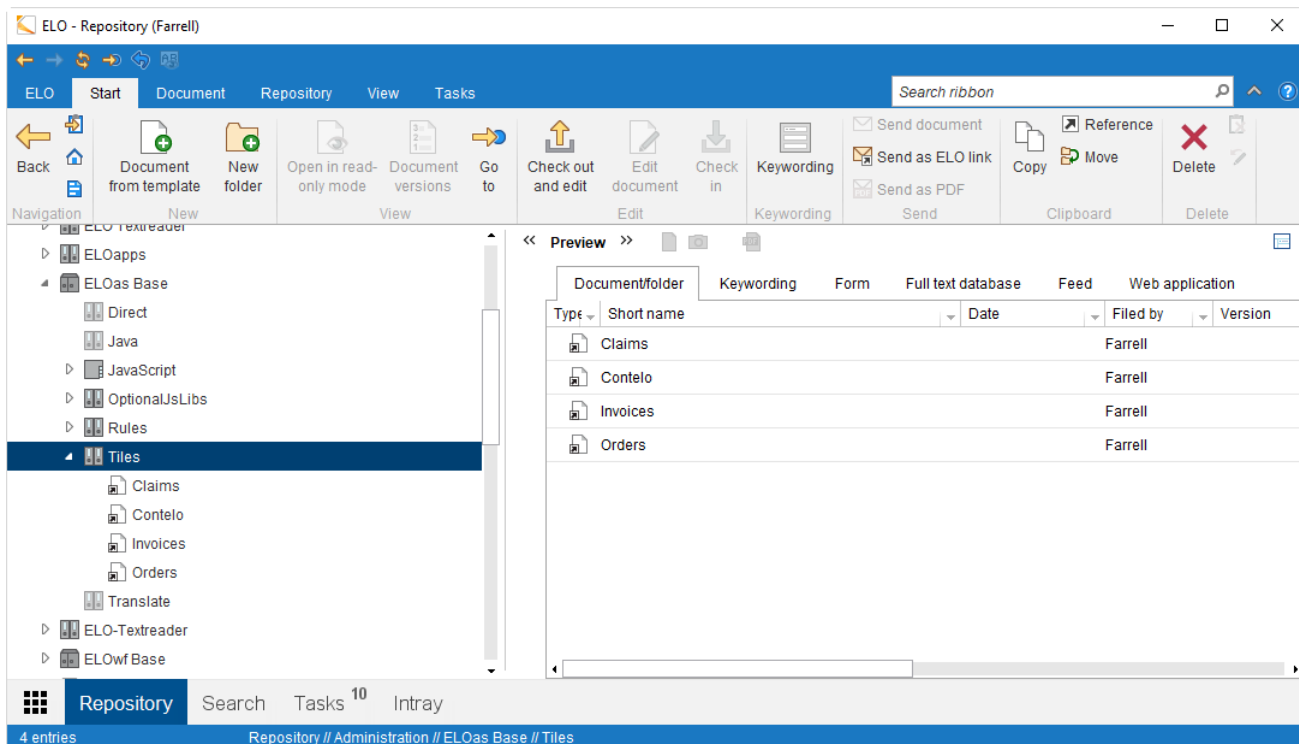 ELO - Repository (Farrell)
ELO Start Document Repository View Tasks Search ribbon
Back
Document from template
New folder
Open in read-only mode
Document versions
Go to
Check out and edit
Edit document
Check in
Keywording
Send document
Send as ELO link
Send as PDF
Copy
Reference
Move
Delete
Navigation New View Edit Keywording Send Clipboard Delete
ELO Textreader
ELOapps
ELOas Base
Direct
Java
JavaScript
OptionalJsLibs
Rules
Tiles
Claims
Contelo
Invoices
Orders
Translate
ELO-Textreader
ELOwf Base
Preview
Document/folder Keywording Form Full text database Feed Web application
Type Short name Date Filed by Version
Claims Farrell
Contelo Farrell
Invoices Farrell
Orders Farrell
Repository Search Tasks 10 Intray
4 entries Repository // Administration // ELOas Base // Tiles